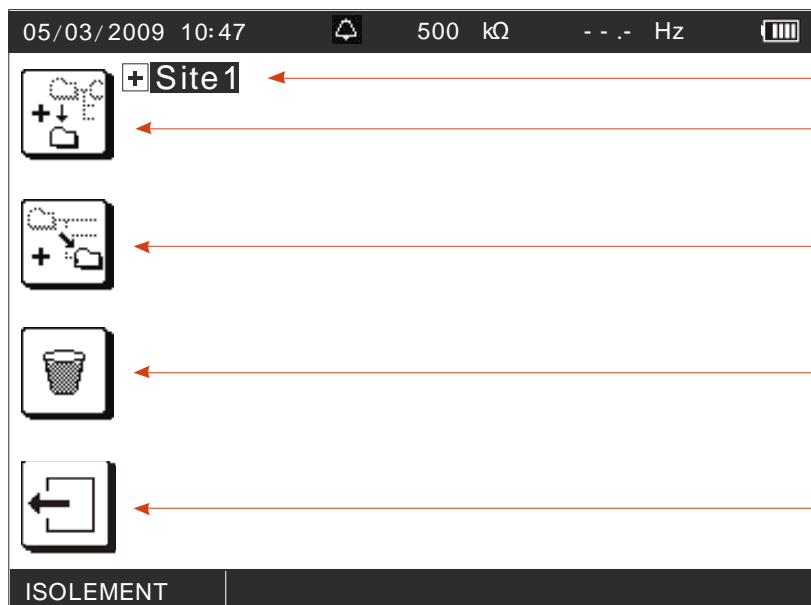 05/03/2009 10:47 500 kΩ - - .- Hz
+ Site1
ISOLEMENT